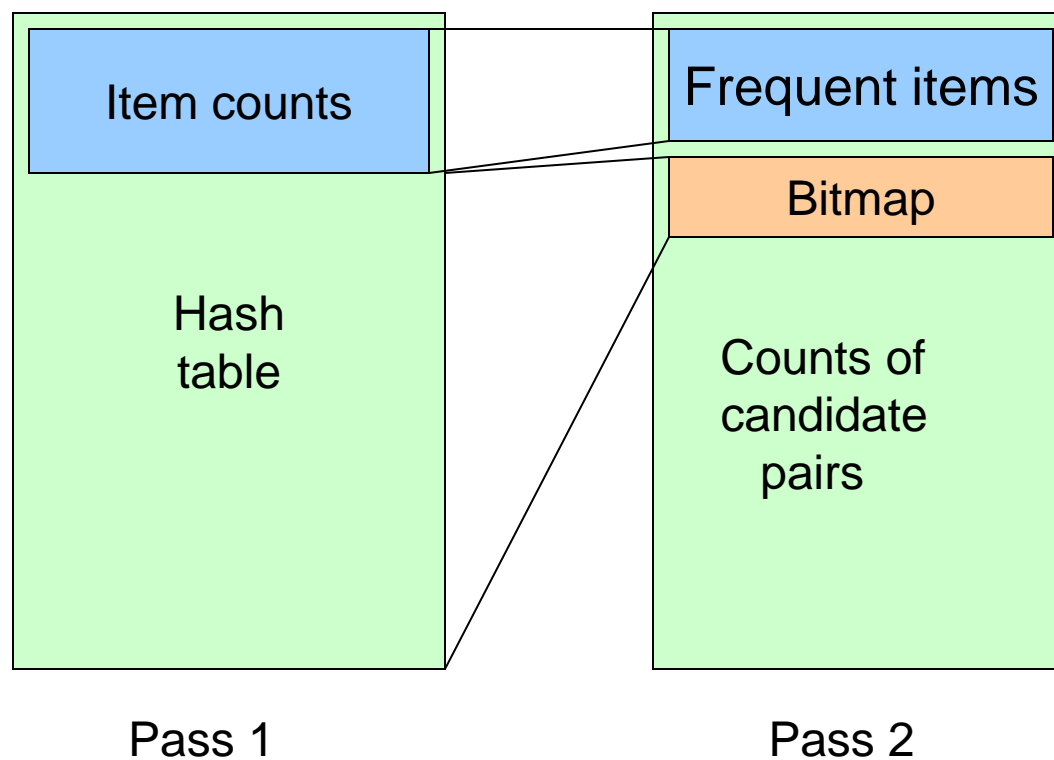 Item counts
Hash
table
Pass 1
Frequent items
Bitmap
Counts of
candidate
pairs
Pass 2